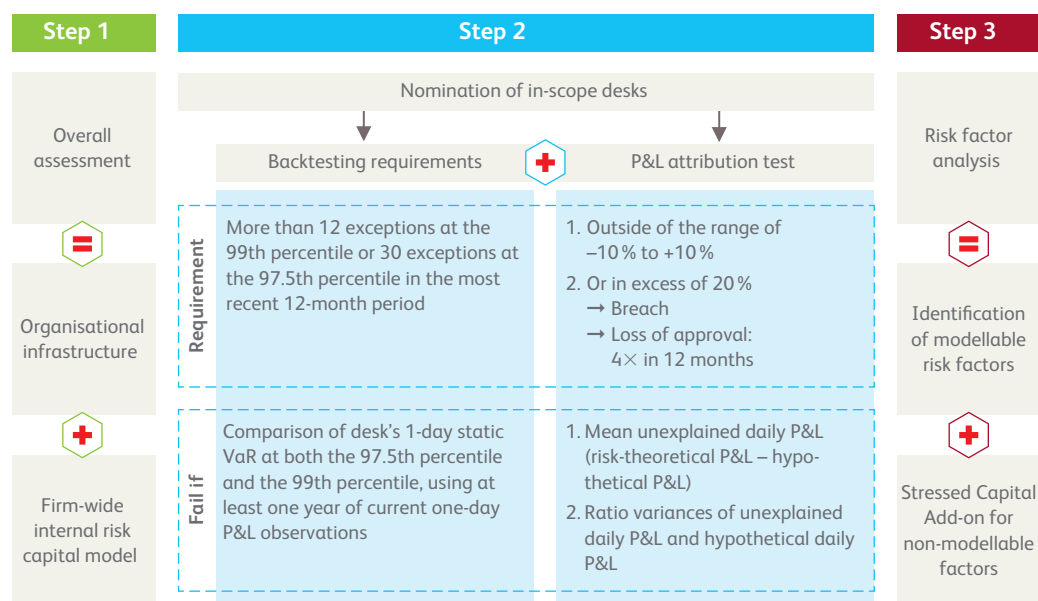 Step 1
Step 2
Step 3
Overall
assessment
=
Organisational
infrastructure
+
Firm-wide
internal risk
capital model
Nomination of in-scope desks
Backtesting requirements
+
P&L attribution test
Requirement
More than 12 exceptions at the
99th percentile or 30 exceptions at
the 97.5th percentile in the most
recent 12-month period
1. Outside of the range of
–10 % to +10 %
2. Or in excess of 20 %
→ Breach
→ Loss of approval:
4× in 12 months
Fail if
Comparison of desk's 1-day static
VaR at both the 97.5th percentile
and the 99th percentile, using at
least one year of current one-day
P&L observations
1. Mean unexplained daily P&L
(risk-theoretical P&L – hypo-
thetical P&L)
2. Ratio variances of unexplained
daily P&L and hypothetical daily
P&L
Risk factor
analysis
=
Identification
of modellable
risk factors
+
Stressed Capital
Add-on for
non-modellable
factors